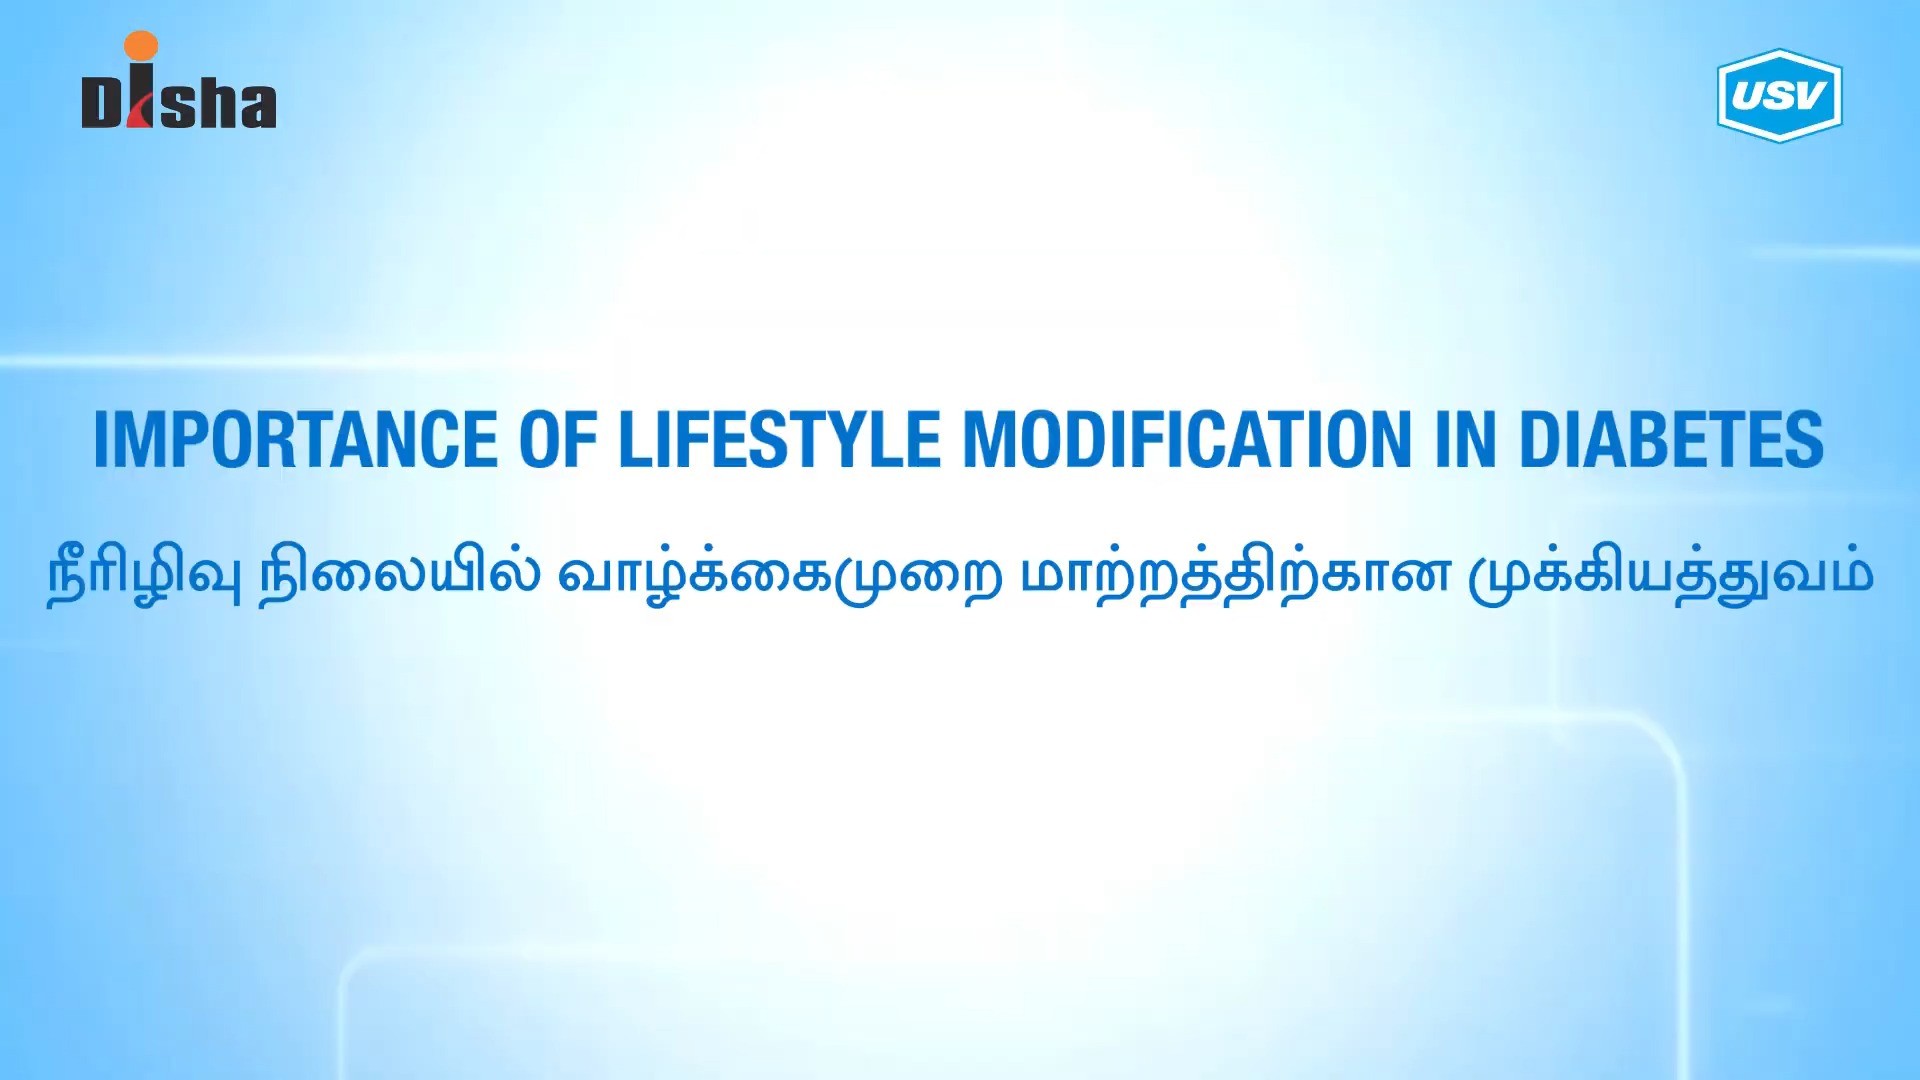 Disha
USV
IMPORTANCE OF LIFESTYLE MODIFICATION IN DIABETES
நீரிழிவு நிலையில் வாழ்க்கைமுறை மாற்றத்திற்கான முக்கியத்துவம்